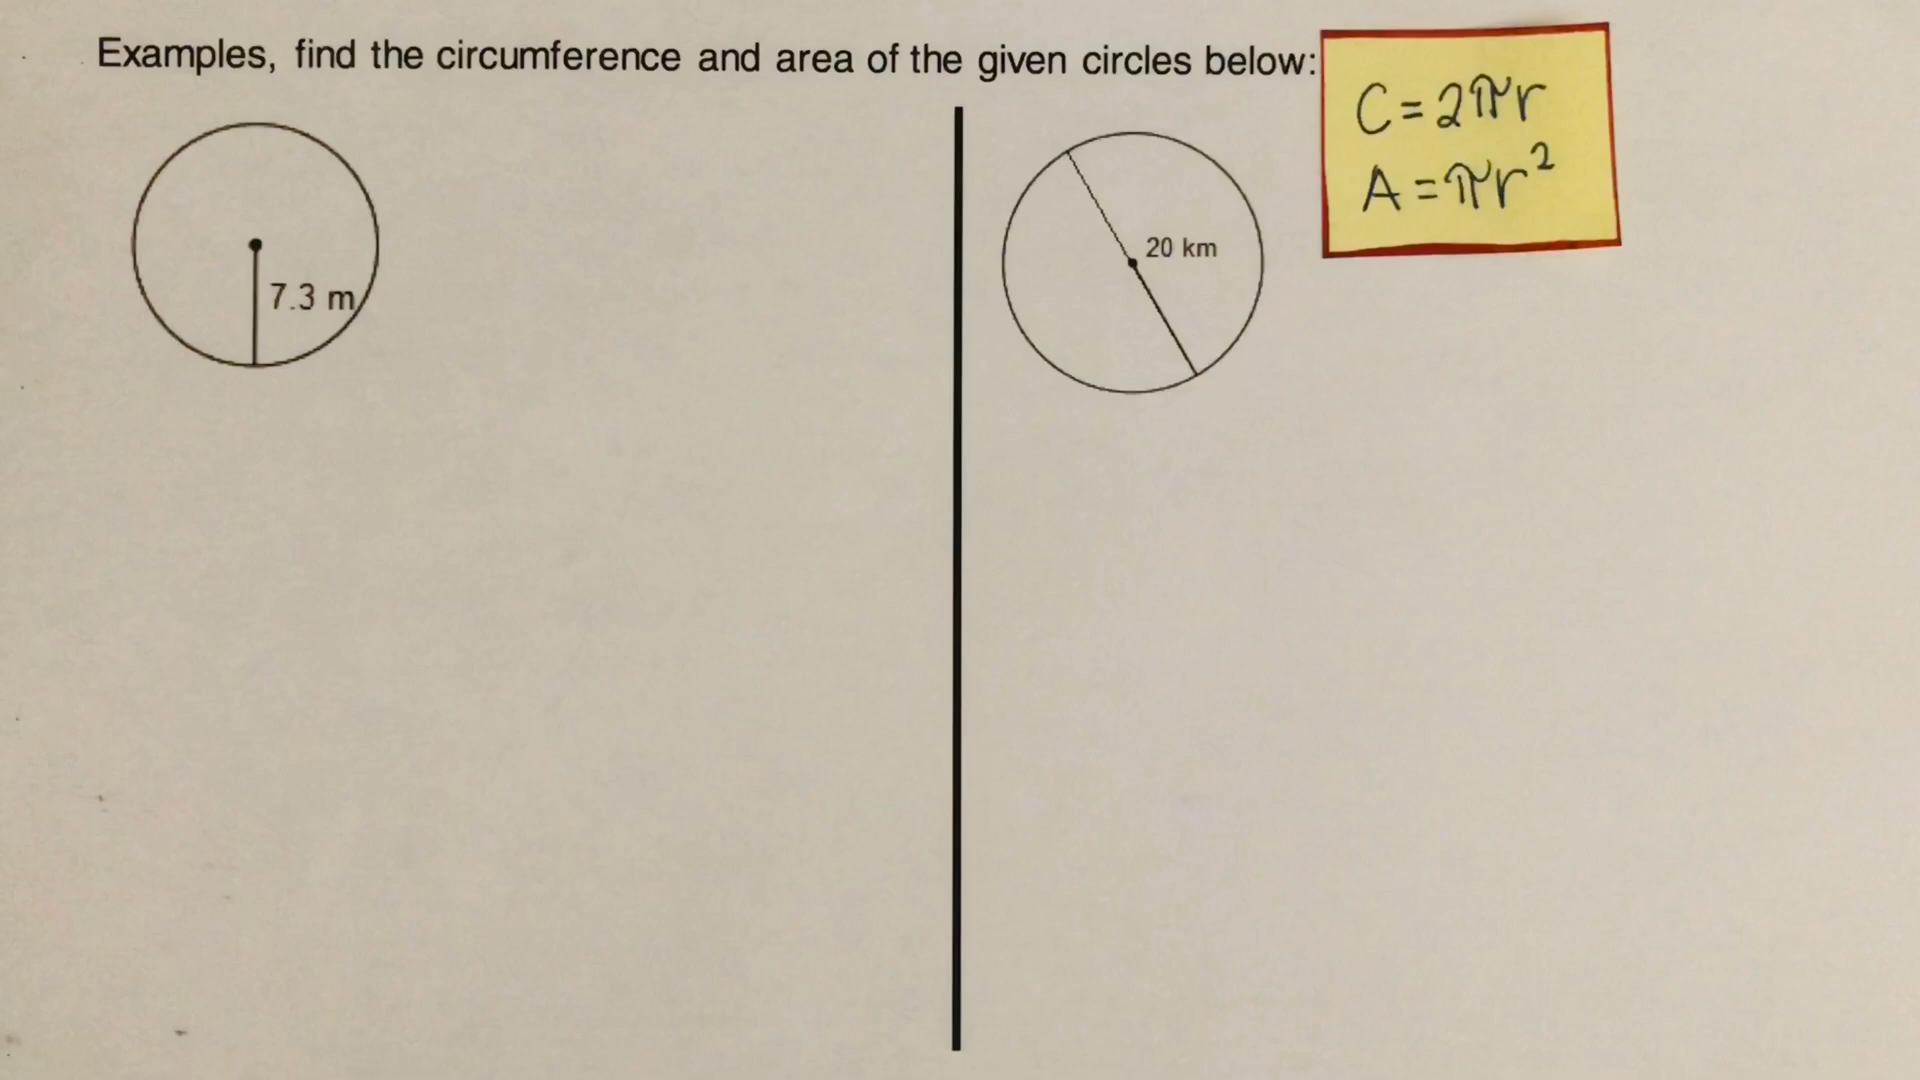 Examples, find the circumference and area of the given circles below:
C=2πr
A=πr²
7.3 m
20 km